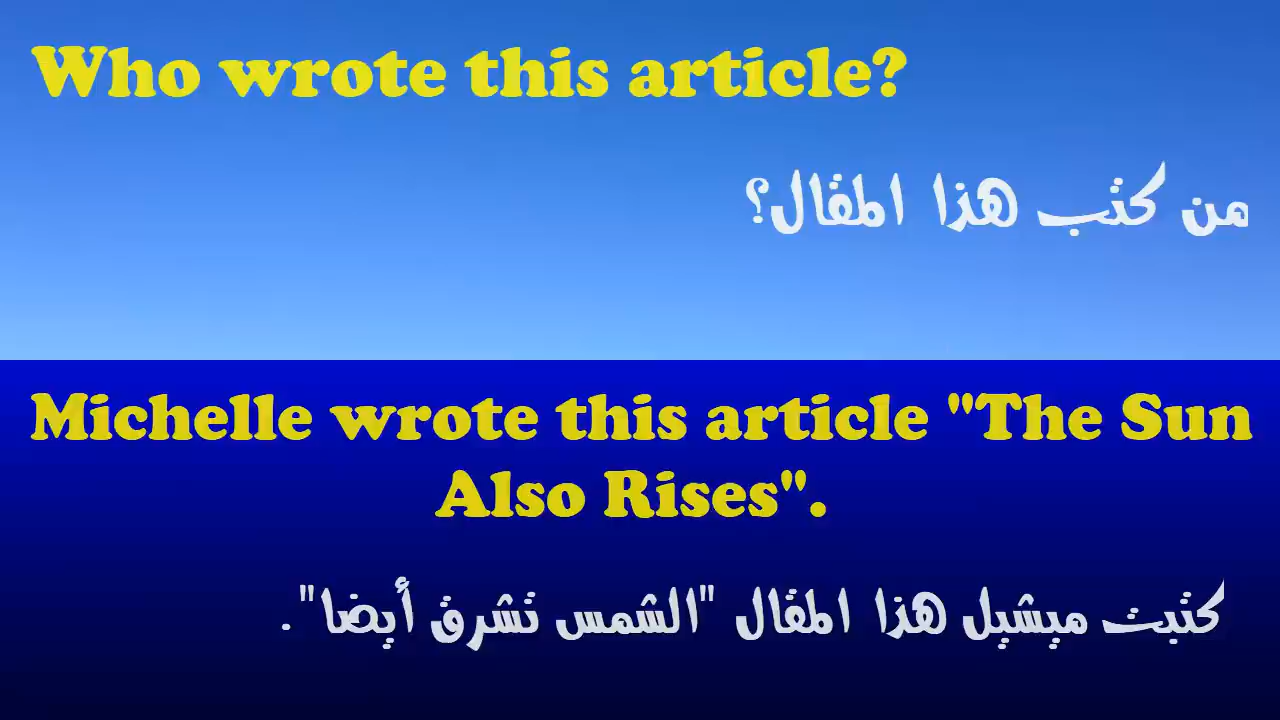 Who wrote this article?
من كتب هذا المقال؟
Michelle wrote this article "The Sun
Also Rises".
كتبت ميشيل هذا المقال "الشمس تشرق أيضا".